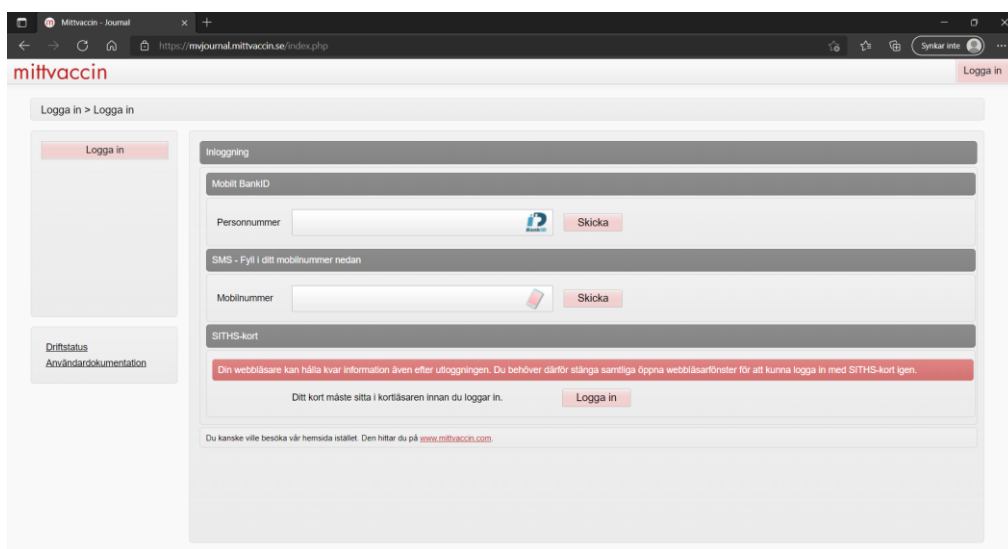 Mittvaccin - Journal
https://mvjournal.mittvaccin.se/index.php
Synkar inte
mittvaccin
Logga in
Logga in > Logga in
Logga in
Inloggning
Mobilt BankID
Personnummer
BankID
Skicka
SMS - Fyll i ditt mobilnummer nedan
Mobilnummer
Skicka
SITHS-kort
Din webbläsare kan hålla kvar information även efter utloggningen. Du behöver därför stänga samtliga öppna webbläsarfönster för att kunna logga in med SITHS-kort igen.
Ditt kort måste sitta i kortläsaren innan du loggar in.
Logga in
Driftstatus
Användardokumentation
Du kanske ville besöka vår hemsida istället. Den hittar du på www.mittvaccin.com.